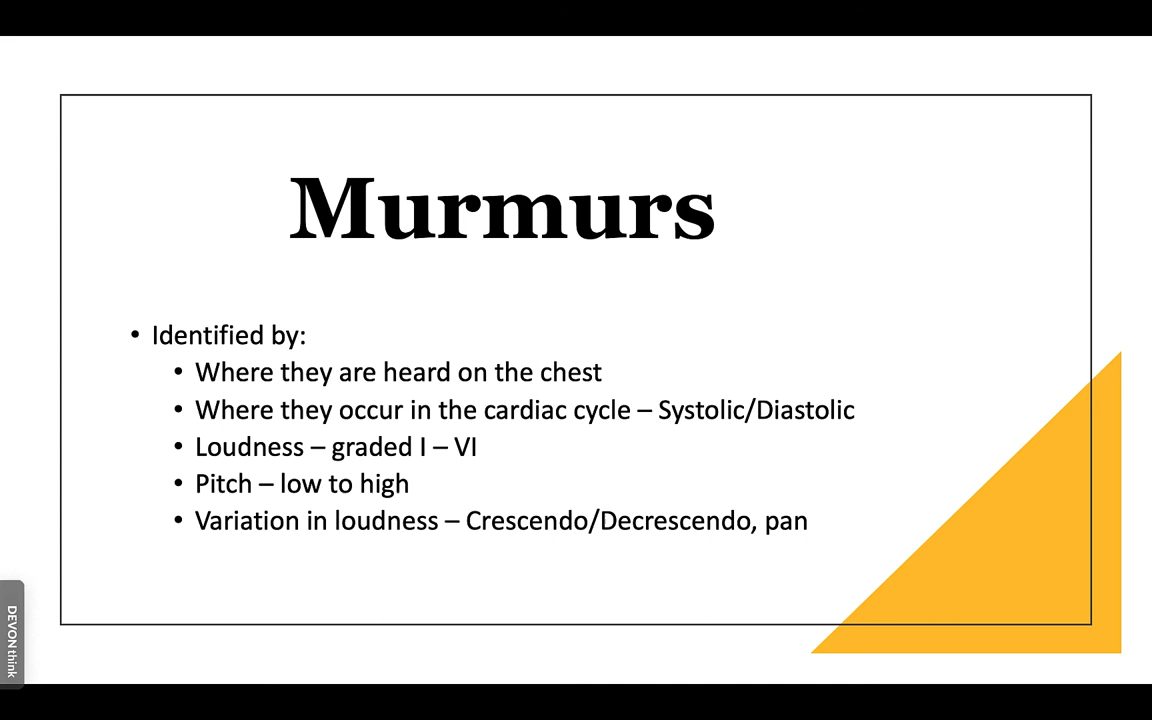 Murmurs
• Identified by:
• Where they are heard on the chest
• Where they occur in the cardiac cycle – Systolic/Diastolic
• Loudness – graded I – VI
• Pitch – low to high
• Variation in loudness – Crescendo/Decrescendo, pan
DEVONthink